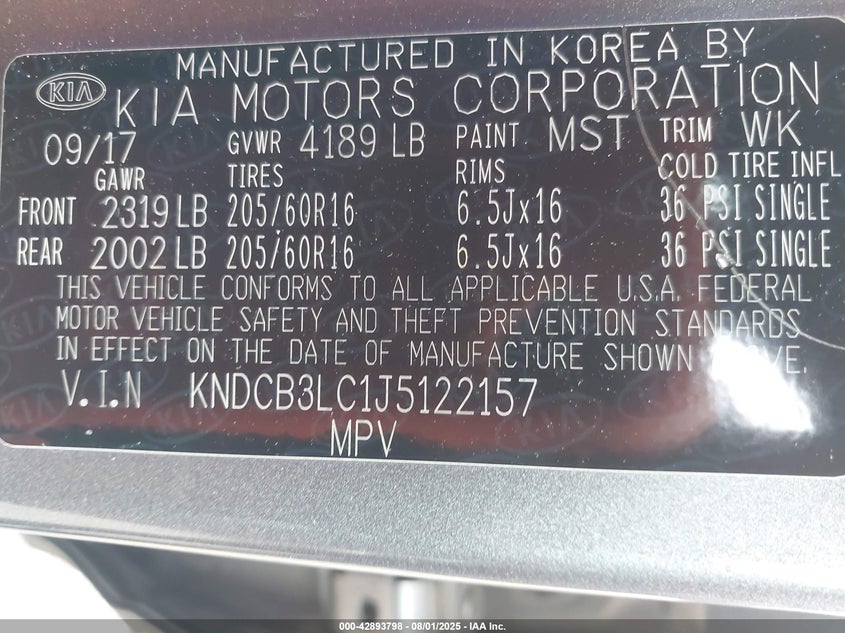 MANUFACTURED IN KOREA BY
KIA KIA MOTORS CORPORATION
09/17 GVWR 4189 LB PAINT MST TRIM WK
GAWR TIRES RIMS COLD TIRE INFL
FRONT 2319 LB 205/60R16 6.5Jx16 36 PSI SINGLE
REAR 2002 LB 205/60R16 6.5Jx16 36 PSI SINGLE
THIS VEHICLE CONFORMS TO ALL APPLICABLE U.S.A. FEDERAL
MOTOR VEHICLE SAFETY AND THEFT PREVENTION STANDARDS
IN EFFECT ON THE DATE OF MANUFACTURE SHOWN
V.I.N KNDCB3LC1J5122157
MPV
000-42893798 - 08/01/2025 - IAA Inc.